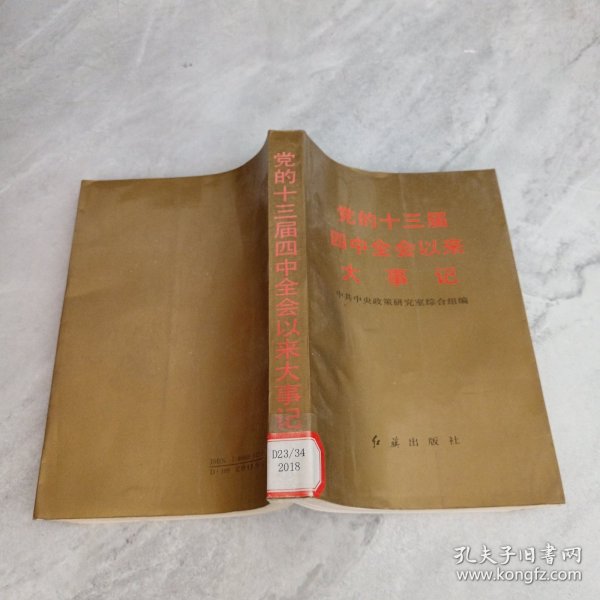 党的十三届四中全会以来大事记
D23/34
2018
党的十三届
四中全会以来
大事记
中共中央政策研究室综合组编
红旗出版社
孔夫子旧书网
www.kongfz.com